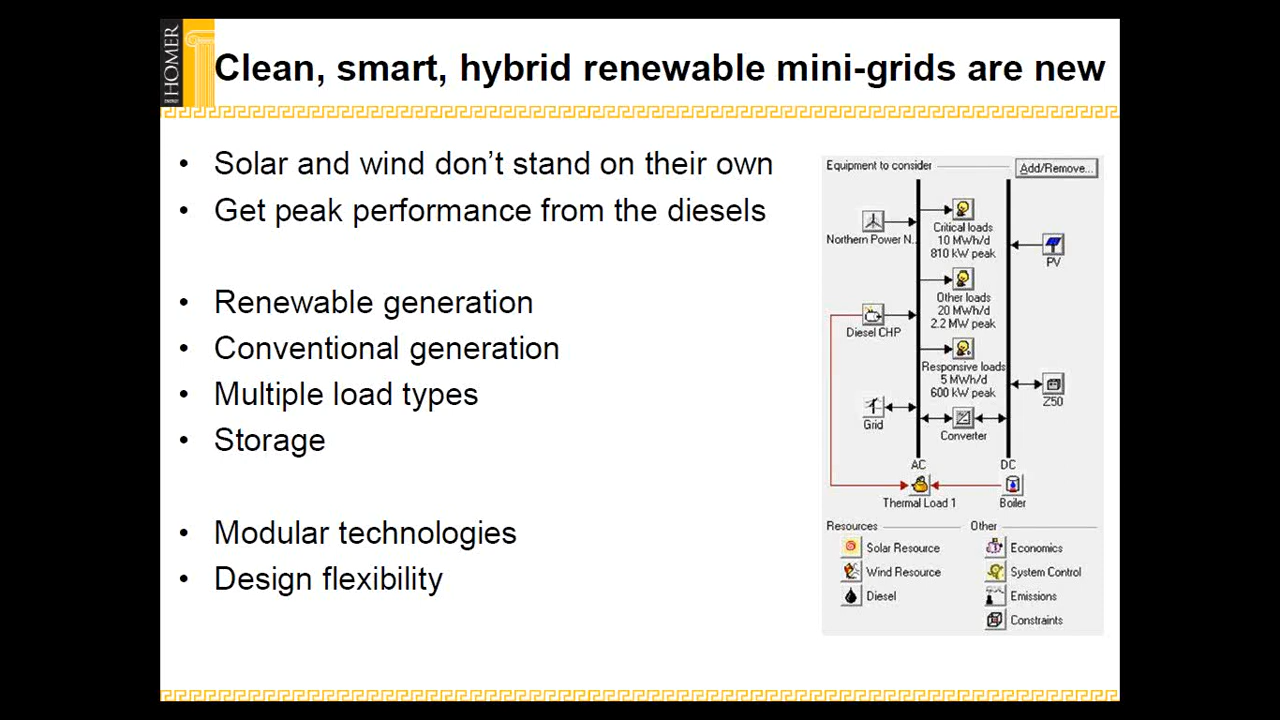 HOMER
ENERGY
Clean, smart, hybrid renewable mini-grids are new
• Solar and wind don’t stand on their own
• Get peak performance from the diesels
• Renewable generation
• Conventional generation
• Multiple load types
• Storage
• Modular technologies
• Design flexibility
Equipment to consider
Add/Remove...
Northern Power N..
Critical loads
10 MWh/d
810 kW peak
PV
Other loads
20 MWh/d
2.2 MW peak
Diesel CHP
Responsive loads
5 MWh/d
600 kW peak
Z50
Grid
Converter
AC
DC
Thermal Load 1
Boiler
Resources
Solar Resource
Wind Resource
Diesel
Other
Economics
System Control
Emissions
Constraints